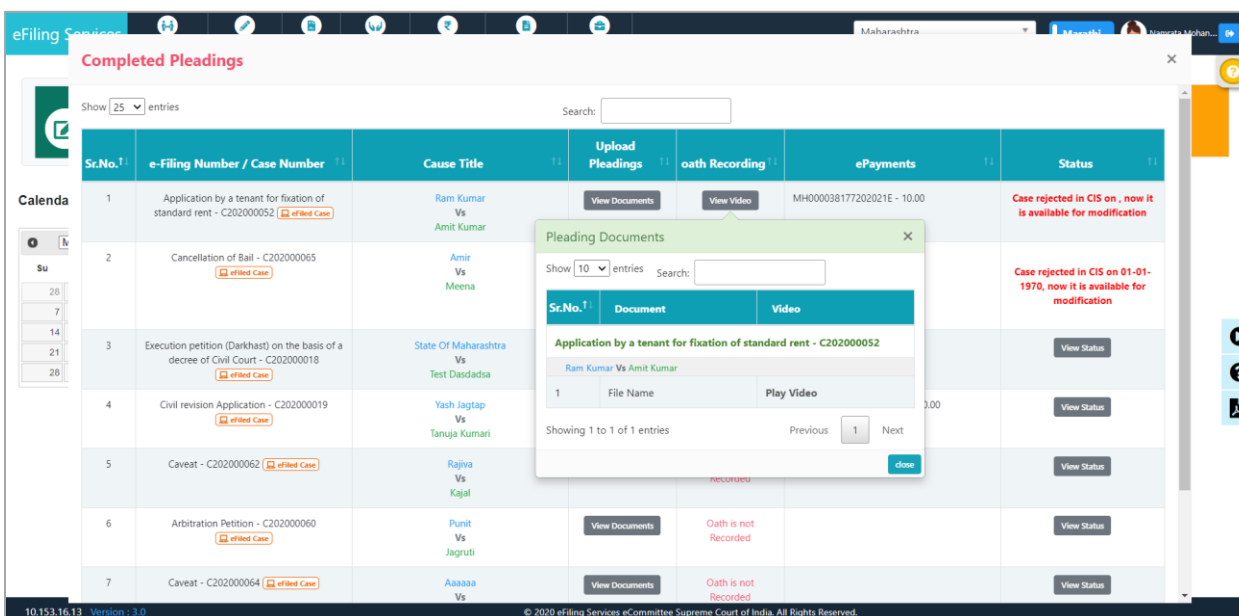 eFiling Services
Maharashtra
Marathi
Namrata Mohan...
Completed Pleadings
×
Show 25 entries
Search:
Sr.No.
e-Filing Number / Case Number
Cause Title
Upload Pleadings
oath Recording
ePayments
Status
1
Application by a tenant for fixation of
standard rent - C202000052 eFiled Case
Ram Kumar
Vs
Amit Kumar
View Documents
View Video
MH000038177202021E - 10.00
Case rejected in CIS on , now it
is available for modification
2
Cancellation of Bail - C202000065
eFiled Case
Amir
Vs
Meena
Case rejected in CIS on 01-01-
1970, now it is available for
modification
3
Execution petition (Darkhast) on the basis of a
decree of Civil Court - C202000018
eFiled Case
State Of Maharashtra
Vs
Test Dasdadsa
View Status
4
Civil revision Application - C202000019
eFiled Case
Yash Jagtap
Vs
Tanuja Kumari
0.00
View Status
5
Caveat - C202000062 eFiled Case
Rajiva
Vs
Kajal
Recorded
View Status
6
Arbitration Petition - C202000060
eFiled Case
Punit
Vs
Jagruti
View Documents
Oath is not
Recorded
View Status
7
Caveat - C202000064 eFiled Case
Aaaaaa
Vs
View Documents
Oath is not
Recorded
View Status
Pleading Documents
×
Show 10 entries
Search:
Sr.No. Document Video
Application by a tenant for fixation of standard rent - C202000052
Ram Kumar Vs Amit Kumar
1 File Name Play Video
Showing 1 to 1 of 1 entries
Previous 1 Next
close
Calenda
M
Su
28
7
14
21
28
10.153.16.13 Version : 3.0
© 2020 eFiling Services eCommittee Supreme Court of India. All Rights Reserved.